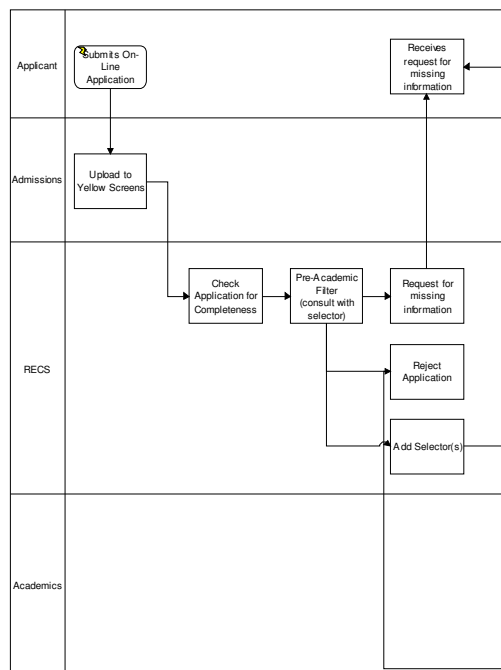 Applicant
Submits On-
Line
Application
Receives
request for
missing
information
Admissions
Upload to
Yellow Screens
RECS
Check
Application for
Completeness
Pre-Academic
Filter
(consult with
selector)
Request for
missing
information
Reject
Application
Add Selector(s)
Academics